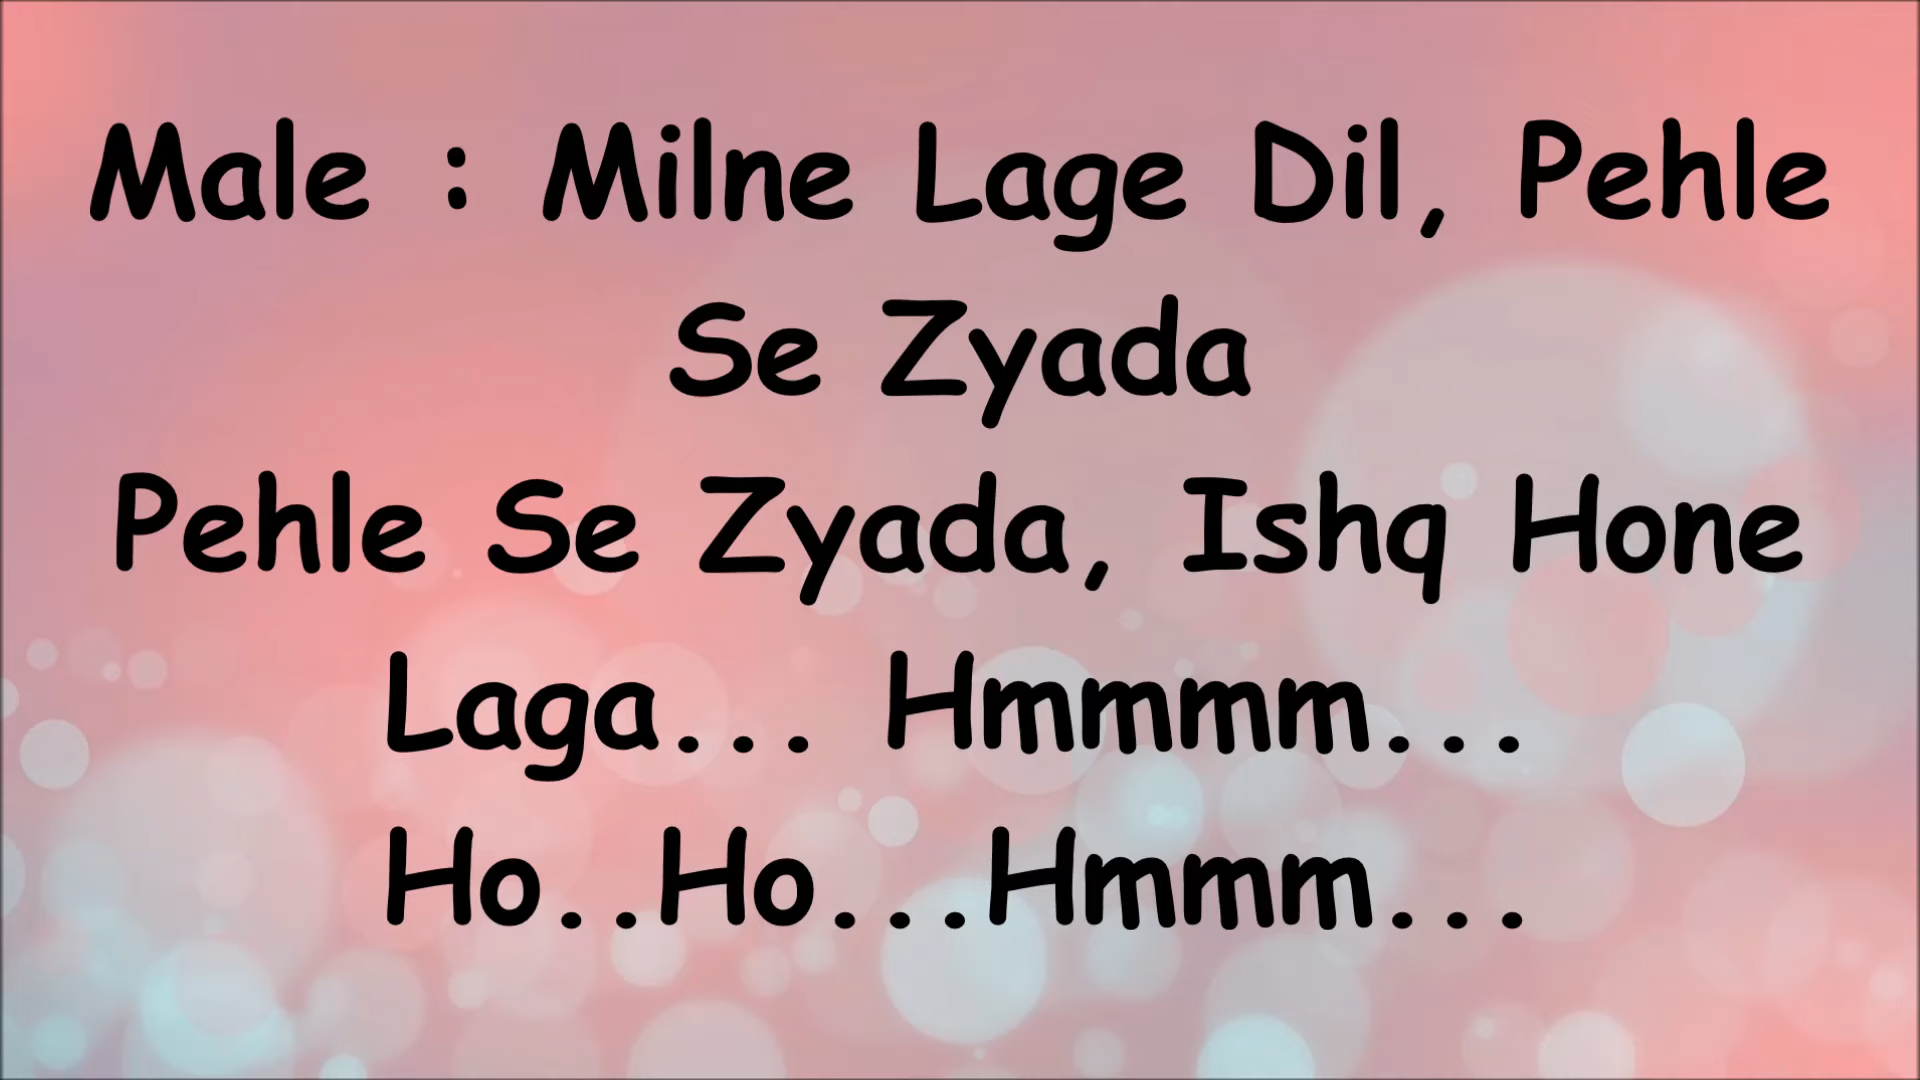 Male : Milne Lage Dil, Pehle
Se Zyada
Pehle Se Zyada, Ishq Hone
Laga... Hmmmm...
Ho..Ho...Hmmm...